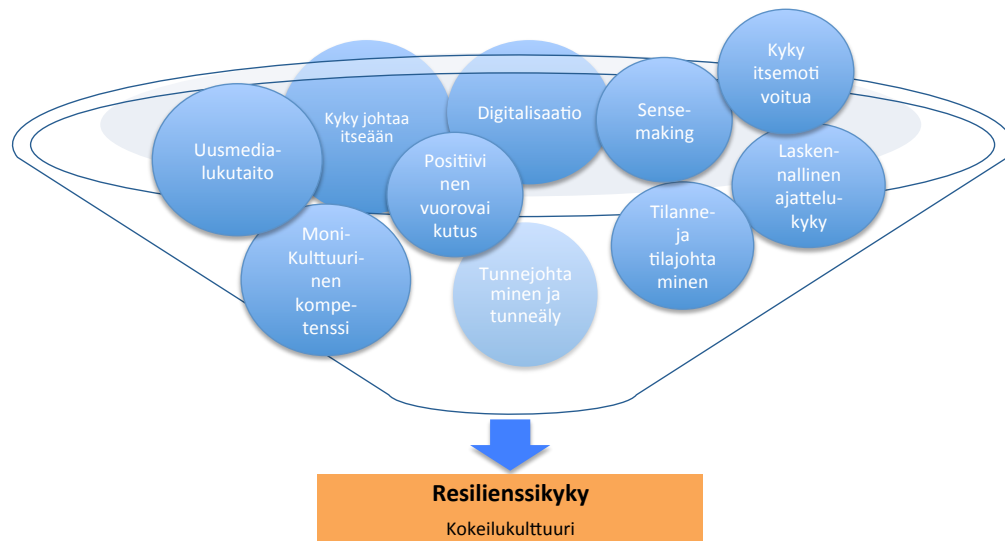 Kyky
itsemoti
voitua
Digitalisaatio
Sense-
making
Kyky johtaa
itseään
Uusmedia-
lukutaito
Positiivi
nen
vuorovai
kutus
Lasken-
nallinen
ajattelu-
kyky
Moni-
Kulttuuri-
nen
kompe-
tenssi
Tilanne-
ja
tilajohta
minen
Tunnejohta
minen ja
tunneäly
Resilienssikyky
Kokeilukulttuuri